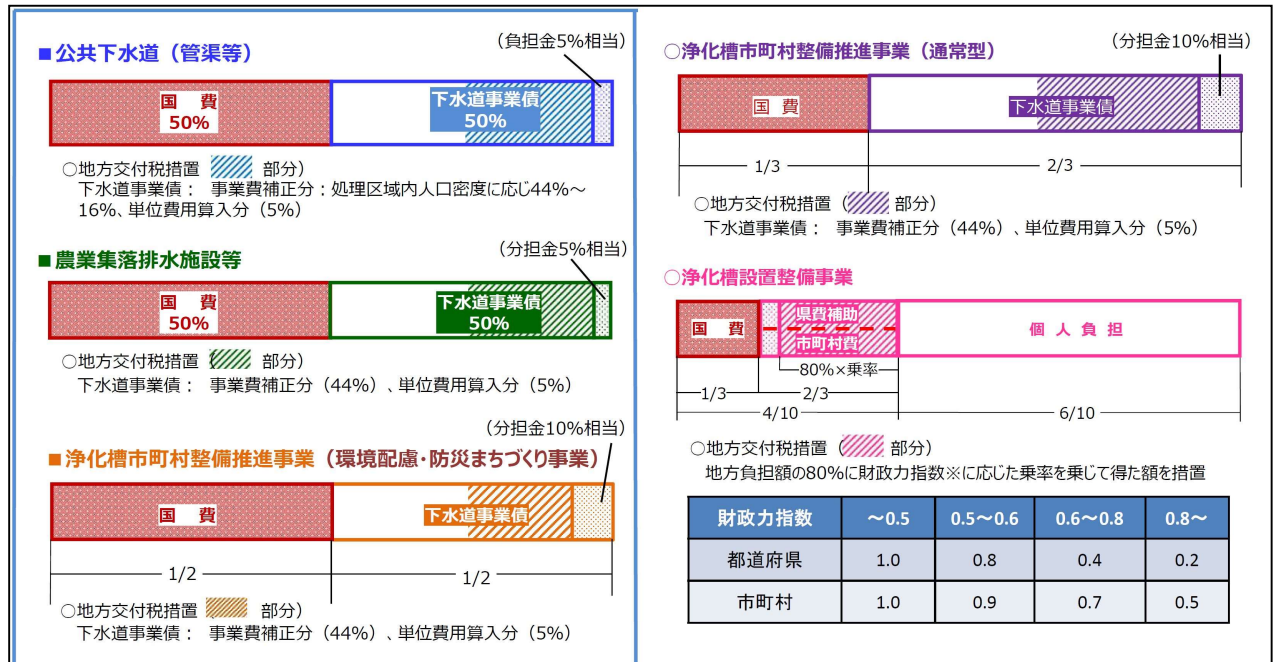 ■公共下水道（管渠等）
（負担金5%相当）
国 費
50%
下水道事業債
50%
○地方交付税措置 部分）
下水道事業債： 事業費補正分：処理区域内人口密度に応じ44%～
16%、単位費用算入分（5%）
■農業集落排水施設等
（分担金5%相当）
国 費
50%
下水道事業債
50%
○地方交付税措置（ 部分）
下水道事業債： 事業費補正分（44%）、単位費用算入分（5%）
（分担金10%相当）
■浄化槽市町村整備推進事業（環境配慮・防災まちづくり事業）
国 費
下水道事業債
1/2
1/2
○地方交付税措置 部分）
下水道事業債： 事業費補正分（44%）、単位費用算入分（5%）
○浄化槽市町村整備推進事業（通常型）
（分担金10%相当）
国 費
下水道事業債
1/3
2/3
○地方交付税措置（ 部分）
下水道事業債： 事業費補正分（44%）、単位費用算入分（5%）
○浄化槽設置整備事業
国 費
県費補助
市町村費
個 人 負 担
80%×乗率
1/3
2/3
4/10
6/10
○地方交付税措置（ 部分）
地方負担額の80%に財政力指数※に応じた乗率を乗じて得た額を措置
財政力指数 ～0.5 0.5～0.6 0.6～0.8 0.8～
都道府県 1.0 0.8 0.4 0.2
市町村 1.0 0.9 0.7 0.5